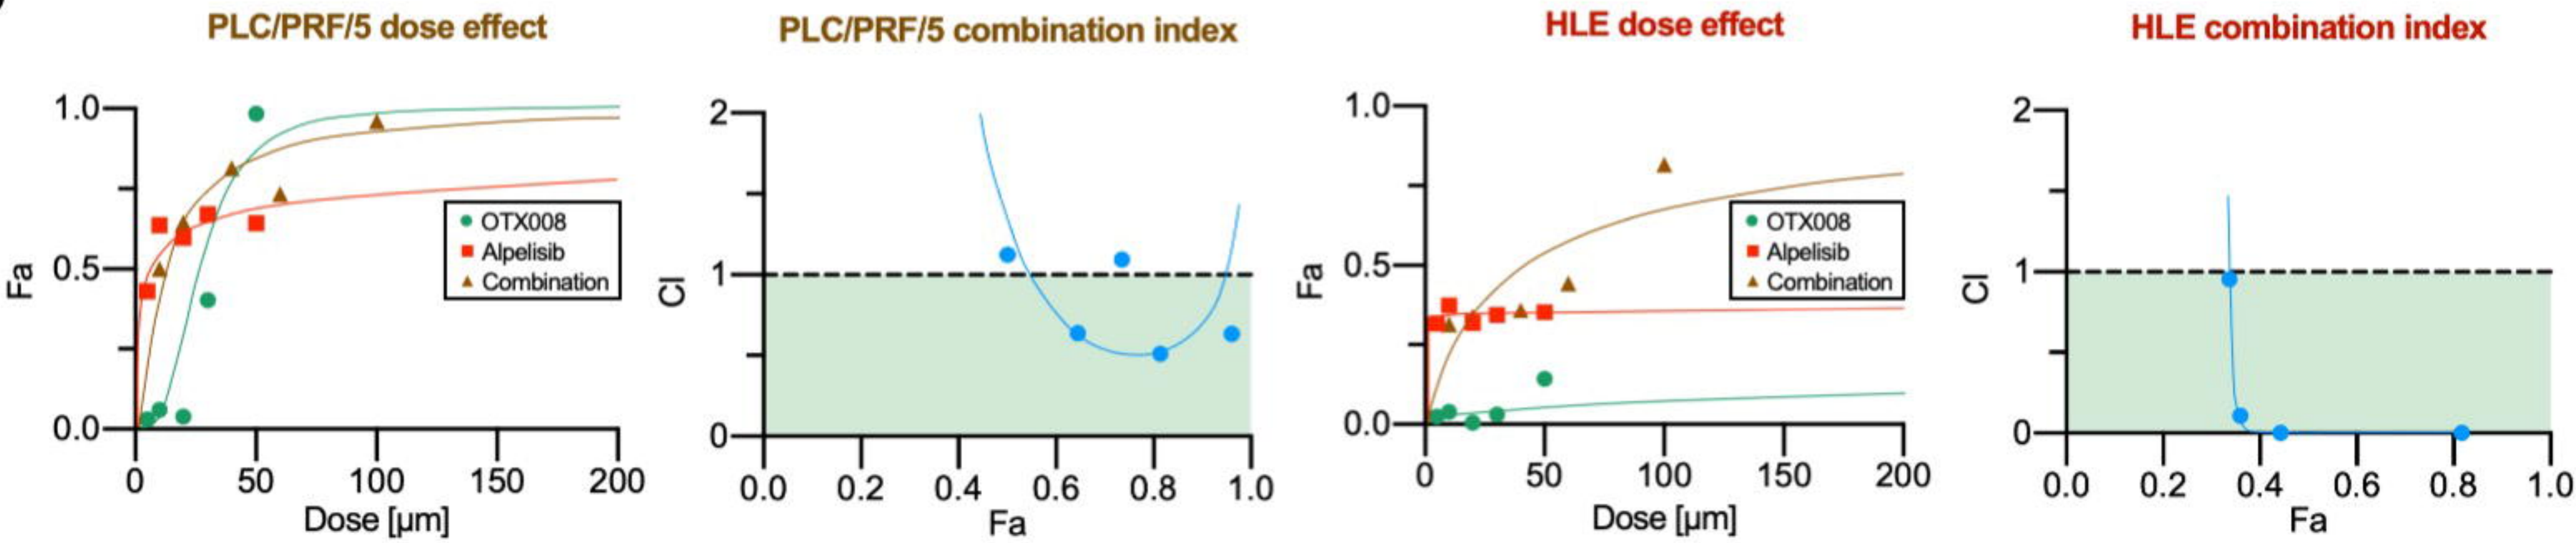 PLC/PRF/5 dose effect
Fa
1.0
0.5
0.0
0 50 100 150 200
Dose [µm]
OTX008
Alpelisib
Combination
PLC/PRF/5 combination index
CI
2
1
0
0.0 0.2 0.4 0.6 0.8 1.0
Fa
HLE dose effect
Fa
1.0
0.5
0.0
0 50 100 150 200
Dose [µm]
OTX008
Alpelisib
Combination
HLE combination index
CI
2
1
0
0.0 0.2 0.4 0.6 0.8 1.0
Fa